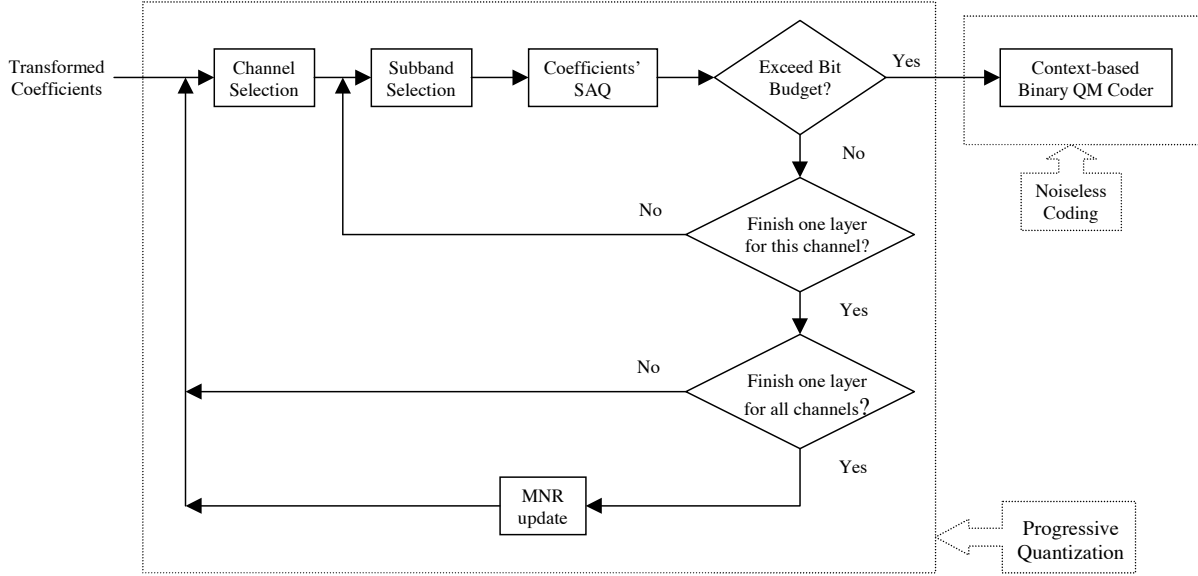 Transformed
Coefficients
Channel
Selection
Subband
Selection
Coefficients’
SAQ
Exceed Bit
Budget?
Yes
Context-based
Binary QM Coder
No
Noiseless
Coding
No
Finish one layer
for this channel?
Yes
No
Finish one layer
for all channels?
Yes
MNR
update
Progressive
Quantization